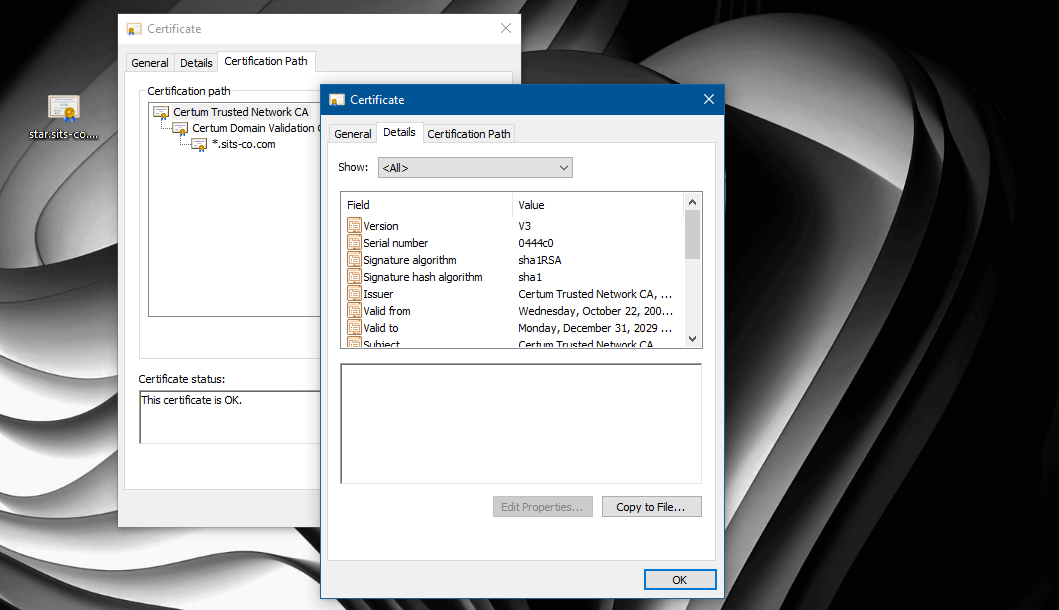 star.sits-co....
Certificate
General Details Certification Path
Certification path
Certum Trusted Network CA
Certum Domain Validation
*.sits-co.com
Certificate status:
This certificate is OK.
Certificate
General Details Certification Path
Show: <All>
Field Value
Version V3
Serial number 0444c0
Signature algorithm sha1RSA
Signature hash algorithm sha1
Issuer Certum Trusted Network CA, ...
Valid from Wednesday, October 22, 200...
Valid to Monday, December 31, 2029 ...
Subject Certum Trusted Network CA
Edit Properties... Copy to File...
OK